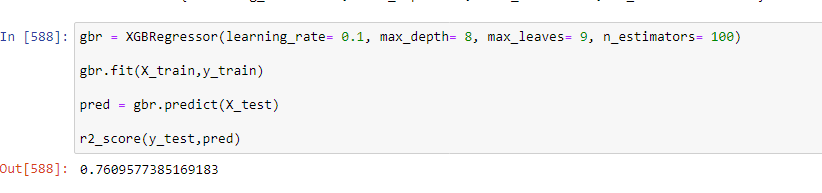 In [588]: gbr = XGBRegressor(learning_rate= 0.1, max_depth= 8, max_leaves= 9, n_estimators= 100)
gbr.fit(X_train,y_train)
pred = gbr.predict(X_test)
r2_score(y_test,pred)
Out[588]: 0.7609577385169183